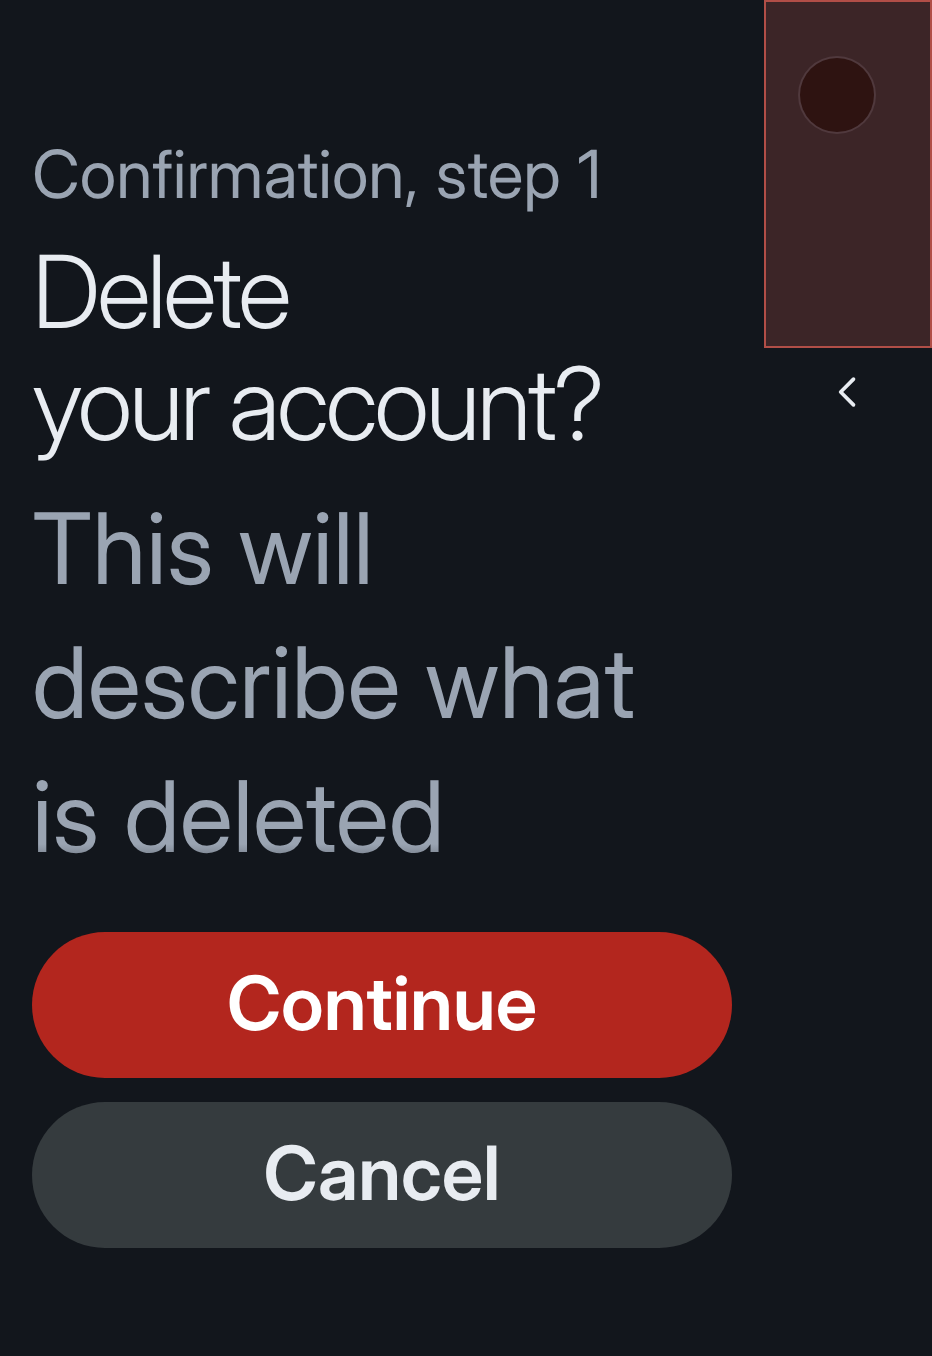 Confirmation, step 1
Delete
your account?
This will
describe what
is deleted
Continue
Cancel